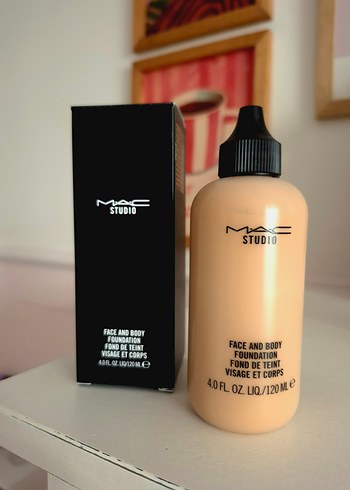 MAC
STUDIO
FACE AND BODY
FOUNDATION
FOND DE TEINT
VISAGE ET CORPS
4.0 FL. OZ. LIQ./120 ML ℮
MAC
STUDIO
FACE AND BODY
FOUNDATION
FOND DE TEINT
VISAGE ET CORPS
4.0 FL. OZ. LIQ./120 ML ℮